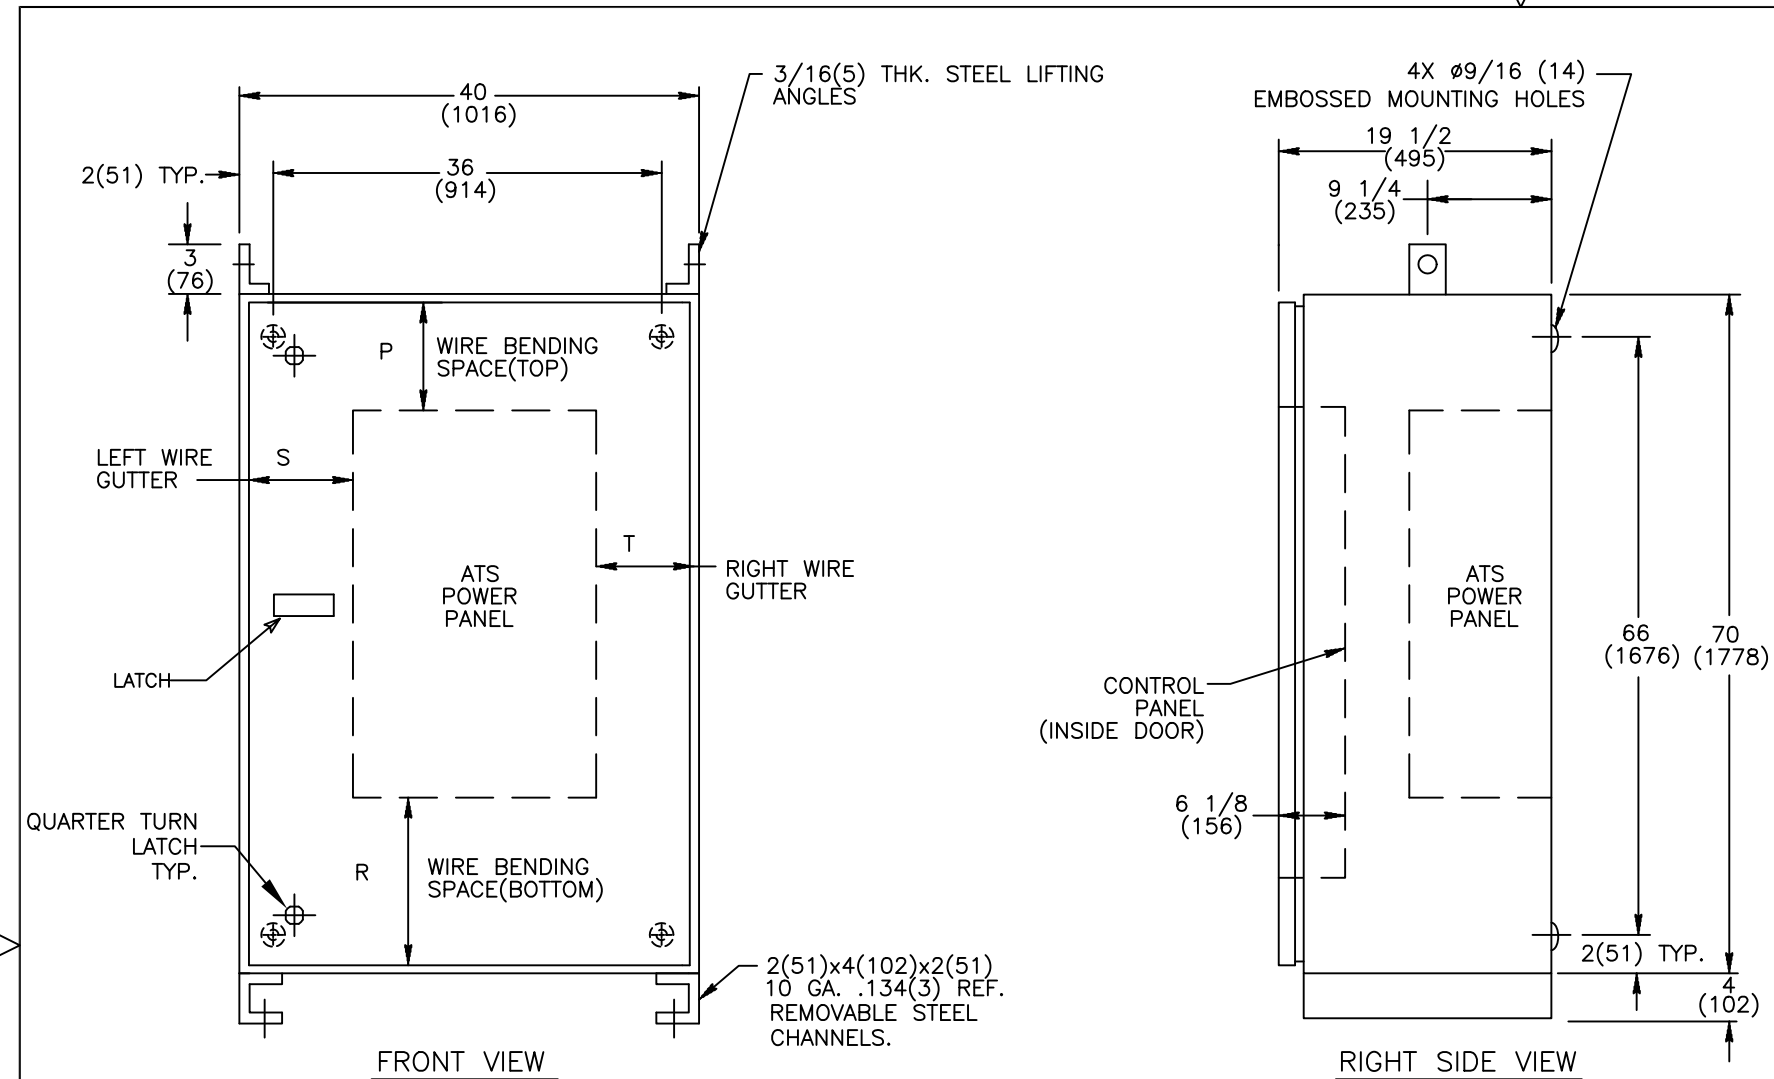 3/16(5) THK. STEEL LIFTING
ANGLES
40
(1016)
2(51) TYP.
36
(914)
3
(76)
P
WIRE BENDING
SPACE(TOP)
LEFT WIRE
GUTTER
S
T
RIGHT WIRE
GUTTER
ATS
POWER
PANEL
LATCH
QUARTER TURN
LATCH
TYP.
R
WIRE BENDING
SPACE(BOTTOM)
2(51)x4(102)x2(51)
10 GA. .134(3) REF.
REMOVABLE STEEL
CHANNELS.
FRONT VIEW
4X ø9/16 (14)
EMBOSSED MOUNTING HOLES
19 1/2
(495)
9 1/4
(235)
ATS
POWER
PANEL
66
(1676)
70
(1778)
CONTROL
PANEL
(INSIDE DOOR)
6 1/8
(156)
2(51) TYP.
4
(102)
RIGHT SIDE VIEW